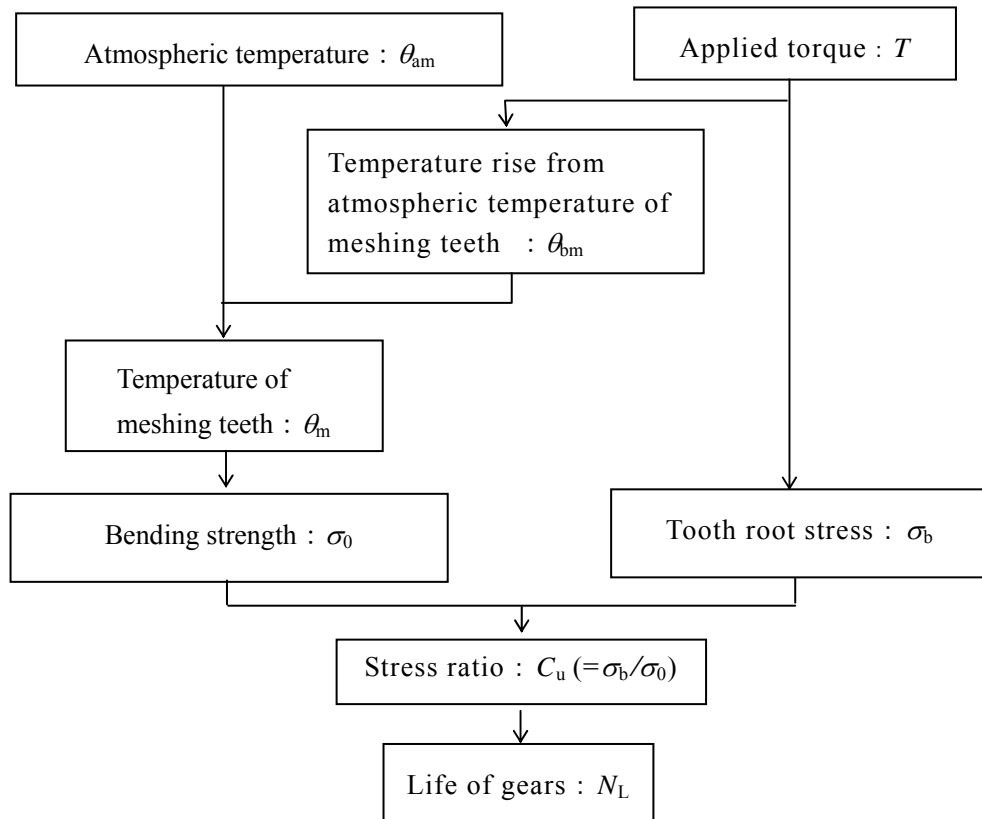 Atmospheric temperature : θam
Applied torque : T
Temperature rise from
atmospheric temperature of
meshing teeth : θbm
Temperature of
meshing teeth : θm
Bending strength : σ0
Tooth root stress : σb
Stress ratio : Cu (=σb/σ0)
Life of gears : NL